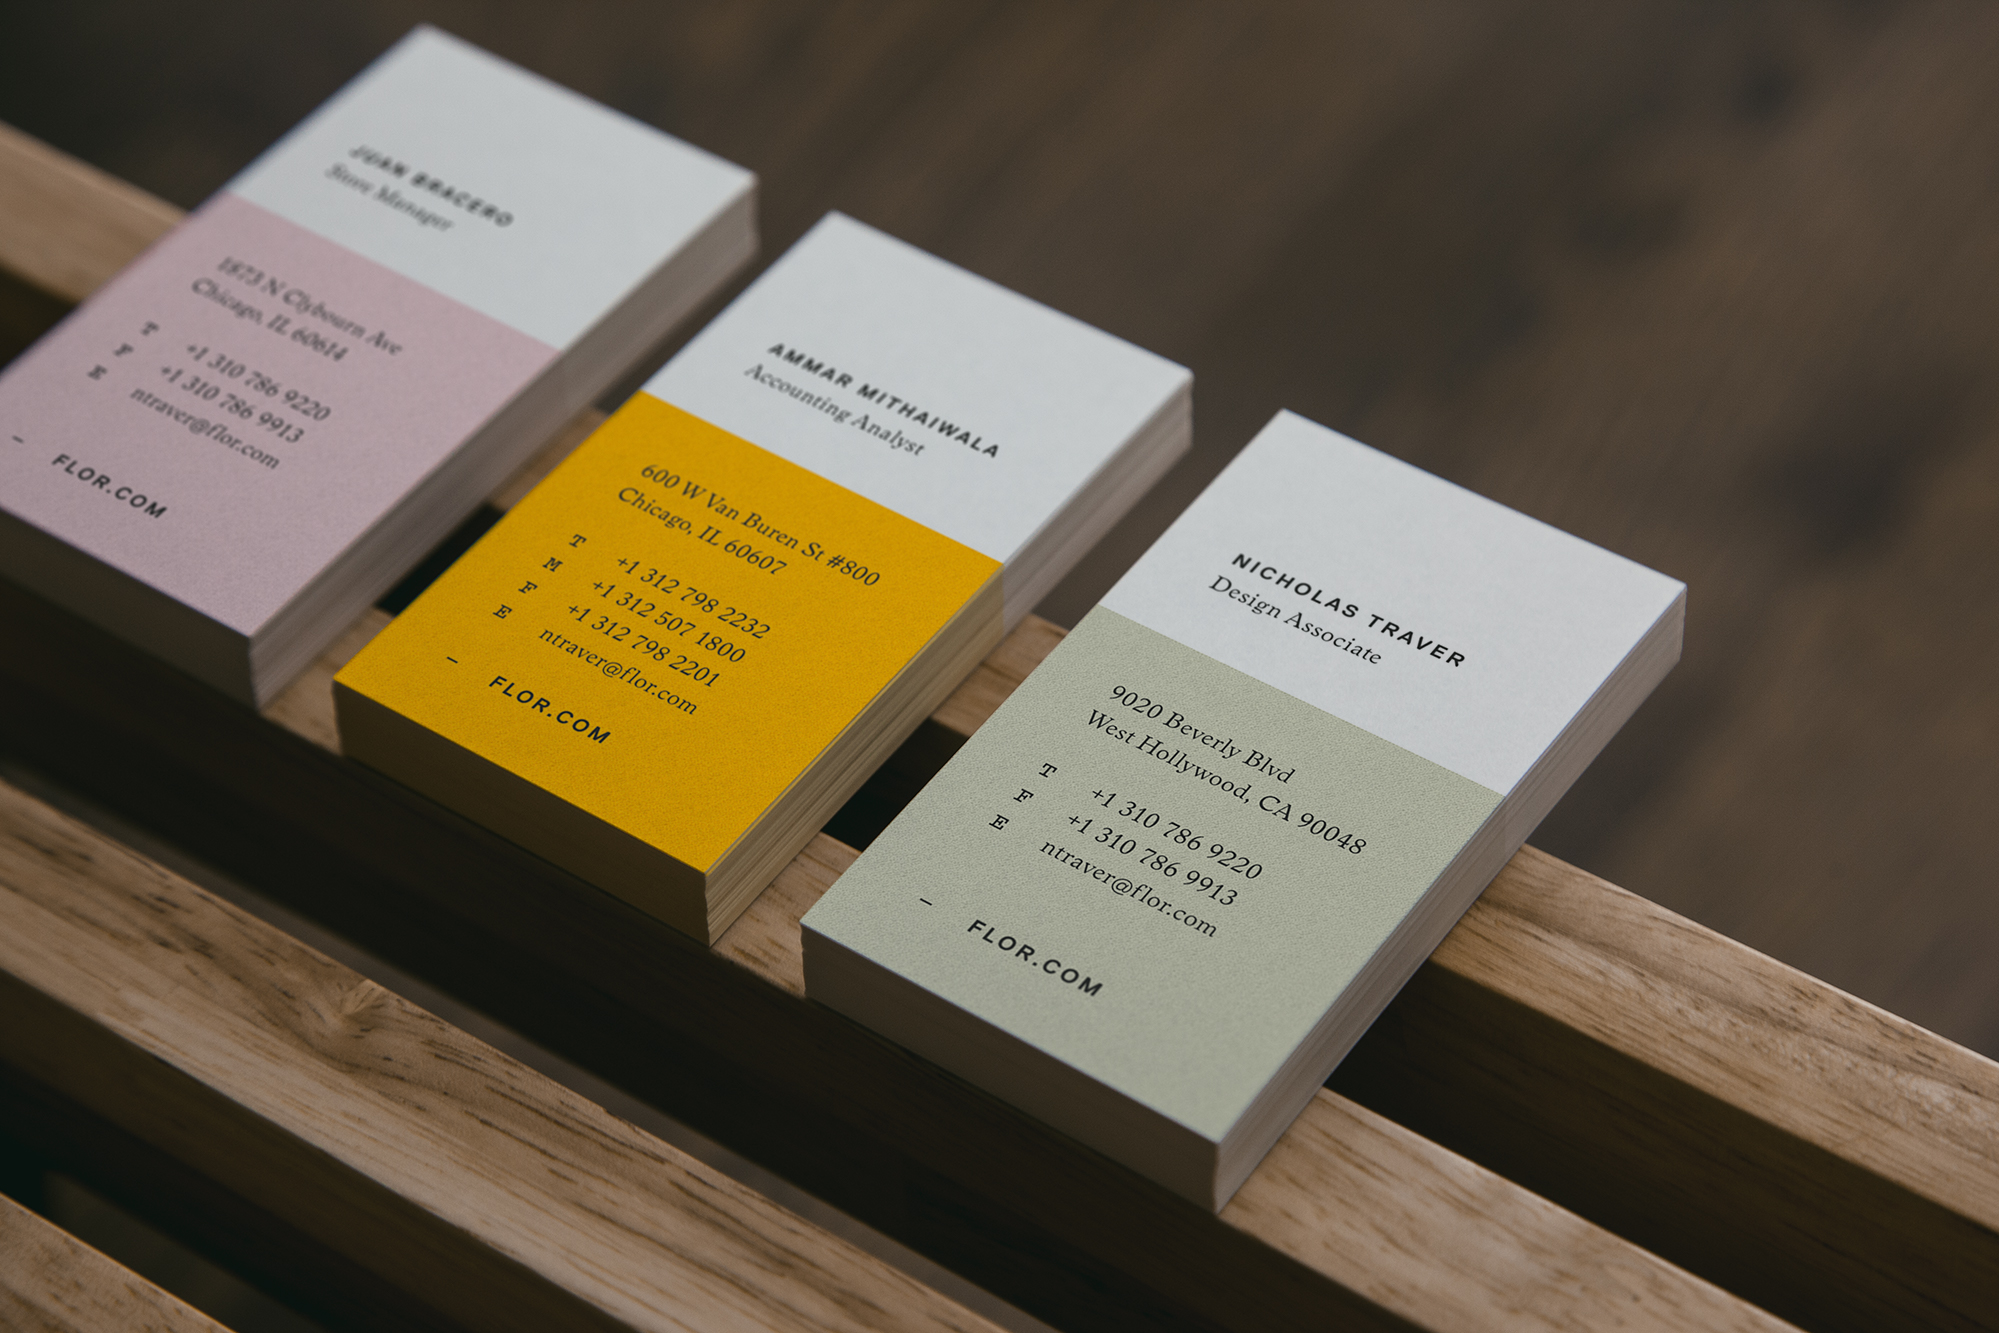 JUAN BRACERO
Store Manager
1873 N Clybourn Ave
Chicago, IL 60614
T +1 310 786 9220
F +1 310 786 9913
E ntraver@flor.com
–
FLOR.COM
AMMAR MITHAIWALA
Accounting Analyst
600 W Van Buren St #800
Chicago, IL 60607
T +1 312 798 2232
M +1 312 507 1800
F +1 312 798 2201
E ntraver@flor.com
–
FLOR.COM
NICHOLAS TRAVER
Design Associate
9020 Beverly Blvd
West Hollywood, CA 90048
T +1 310 786 9220
F +1 310 786 9913
E ntraver@flor.com
–
FLOR.COM